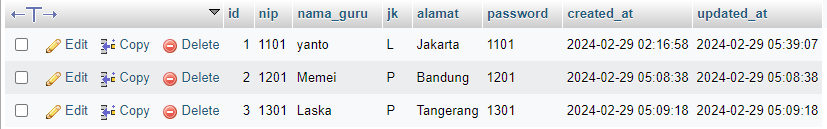 ←T→ id nip nama_guru jk alamat password created_at updated_at
Edit Copy Delete 1 1101 yanto L Jakarta 1101 2024-02-29 02:16:58 2024-02-29 05:39:07
Edit Copy Delete 2 1201 Memei P Bandung 1201 2024-02-29 05:08:38 2024-02-29 05:08:38
Edit Copy Delete 3 1301 Laska P Tangerang 1301 2024-02-29 05:09:18 2024-02-29 05:09:18